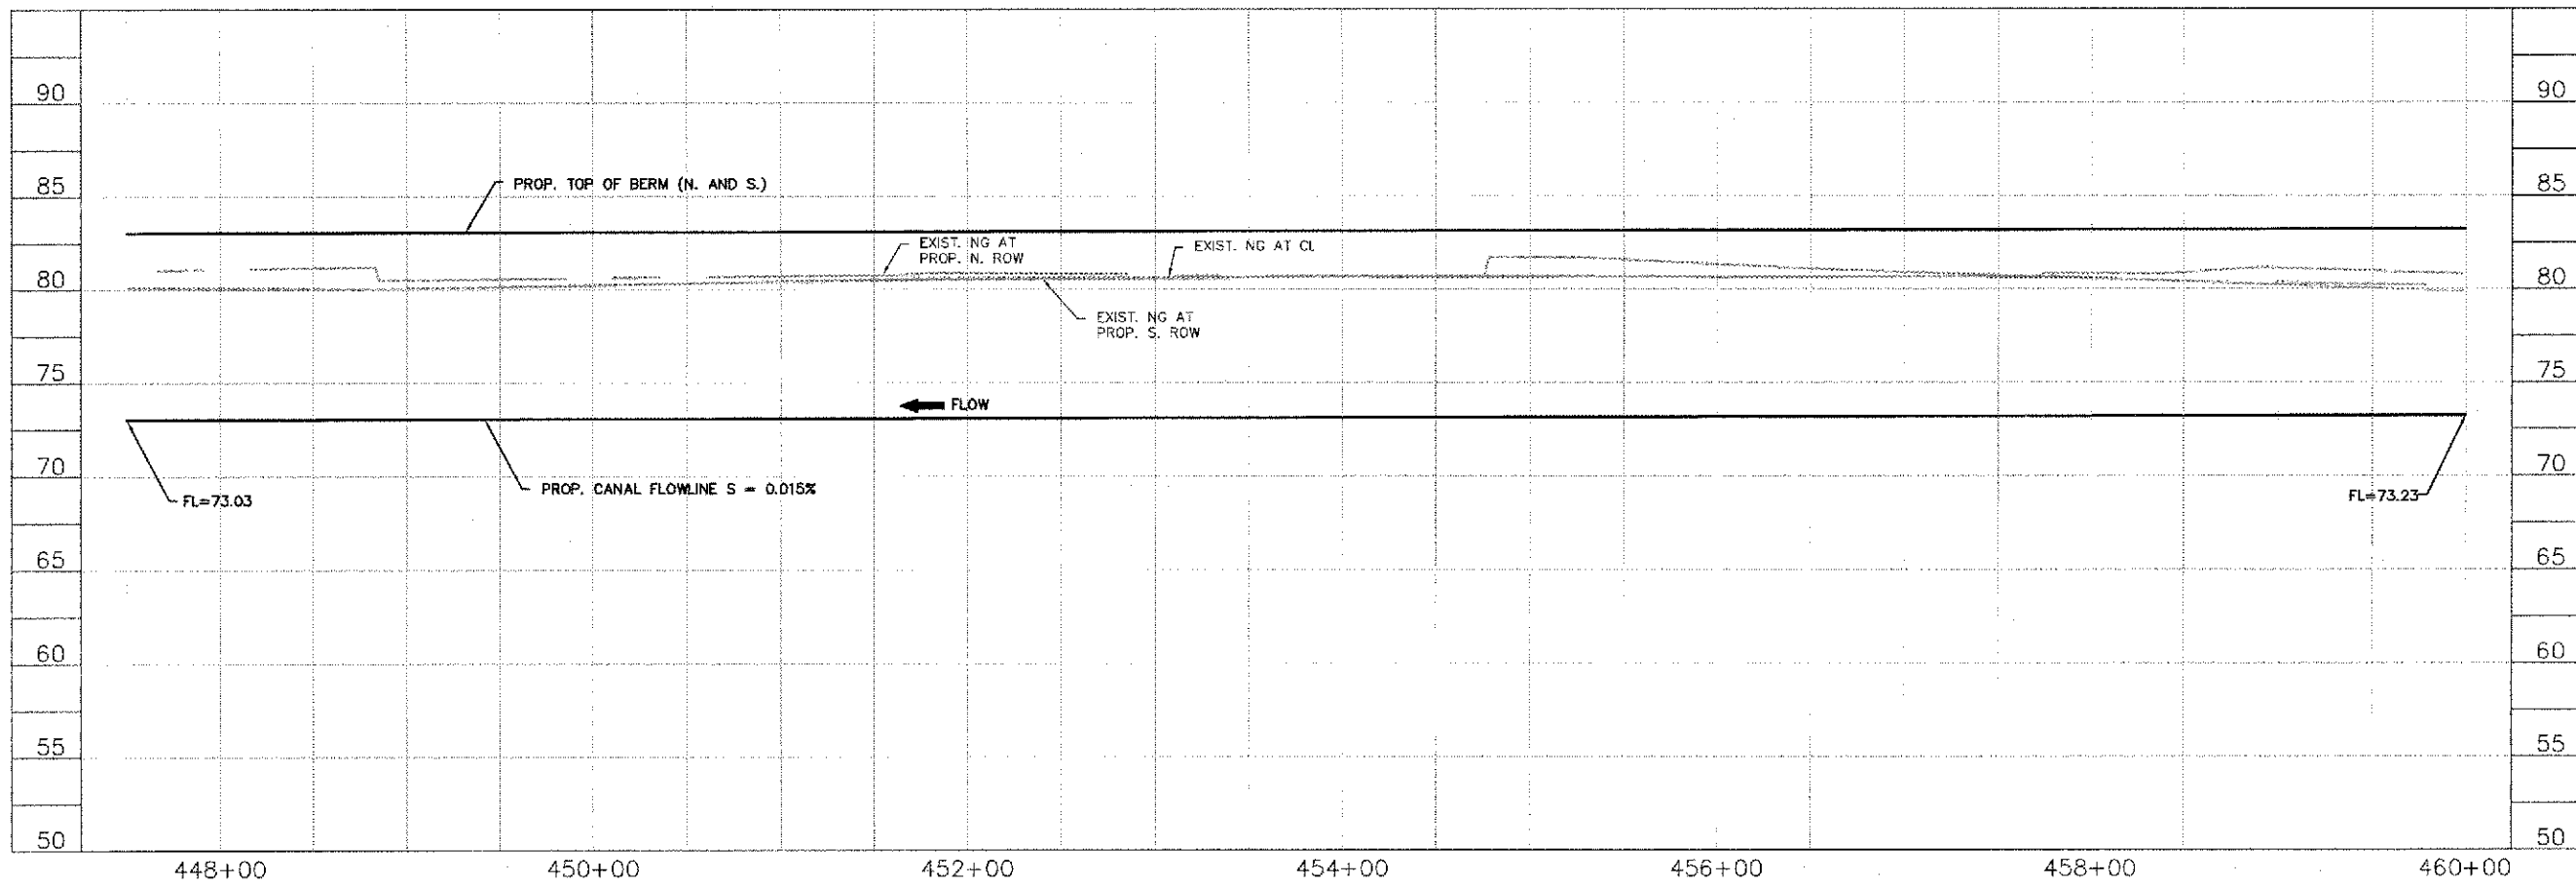 90
90
PROP. TOP OF BERM (N. AND S.)
85
85
EXIST. NG AT
PROP. N. ROW
EXIST. NG AT CL
80
80
EXIST. NG AT
PROP. S. ROW
75
75
FLOW
70
70
FL=73.03
PROP. CANAL FLOWLINE S = 0.015%
FL=73.23
65
65
60
60
55
55
50
50
448+00
450+00
452+00
454+00
456+00
458+00
460+00